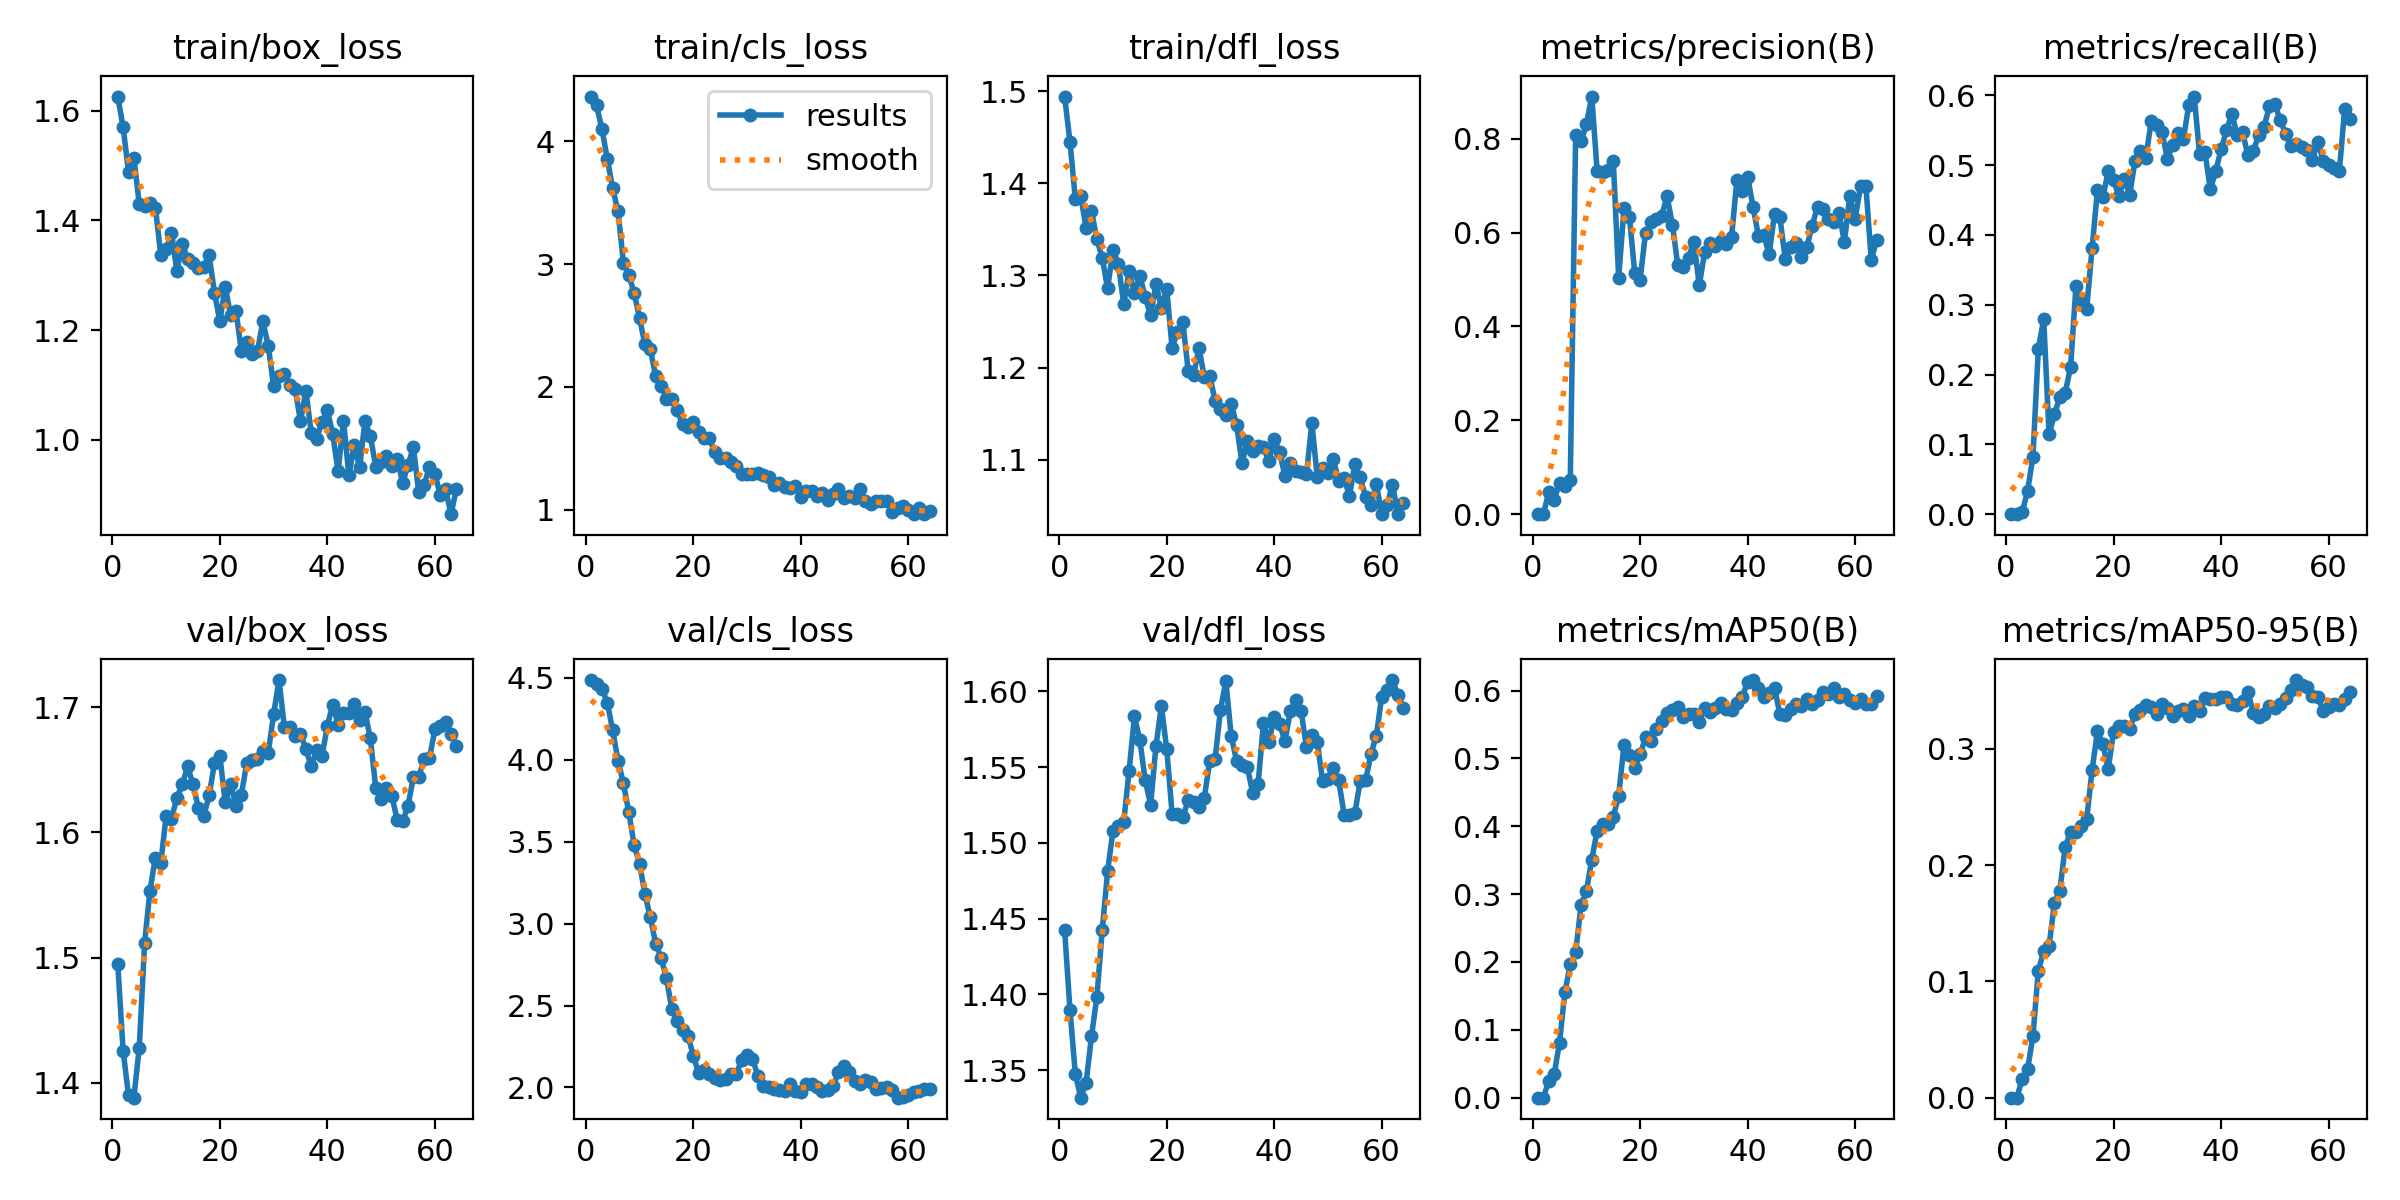 train/box_loss
train/cls_loss
train/dfl_loss
metrics/precision(B)
metrics/recall(B)
1.6
1.4
1.2
1.0
0 20 40 60
4
3
2
1
0 20 40 60
results
smooth
1.5
1.4
1.3
1.2
1.1
0 20 40 60
0.8
0.6
0.4
0.2
0.0
0 20 40 60
0.6
0.5
0.4
0.3
0.2
0.1
0.0
0 20 40 60
val/box_loss
val/cls_loss
val/dfl_loss
metrics/mAP50(B)
metrics/mAP50-95(B)
1.7
1.6
1.5
1.4
0 20 40 60
4.5
4.0
3.5
3.0
2.5
2.0
0 20 40 60
1.60
1.55
1.50
1.45
1.40
1.35
0 20 40 60
0.6
0.5
0.4
0.3
0.2
0.1
0.0
0 20 40 60
0.3
0.2
0.1
0.0
0 20 40 60